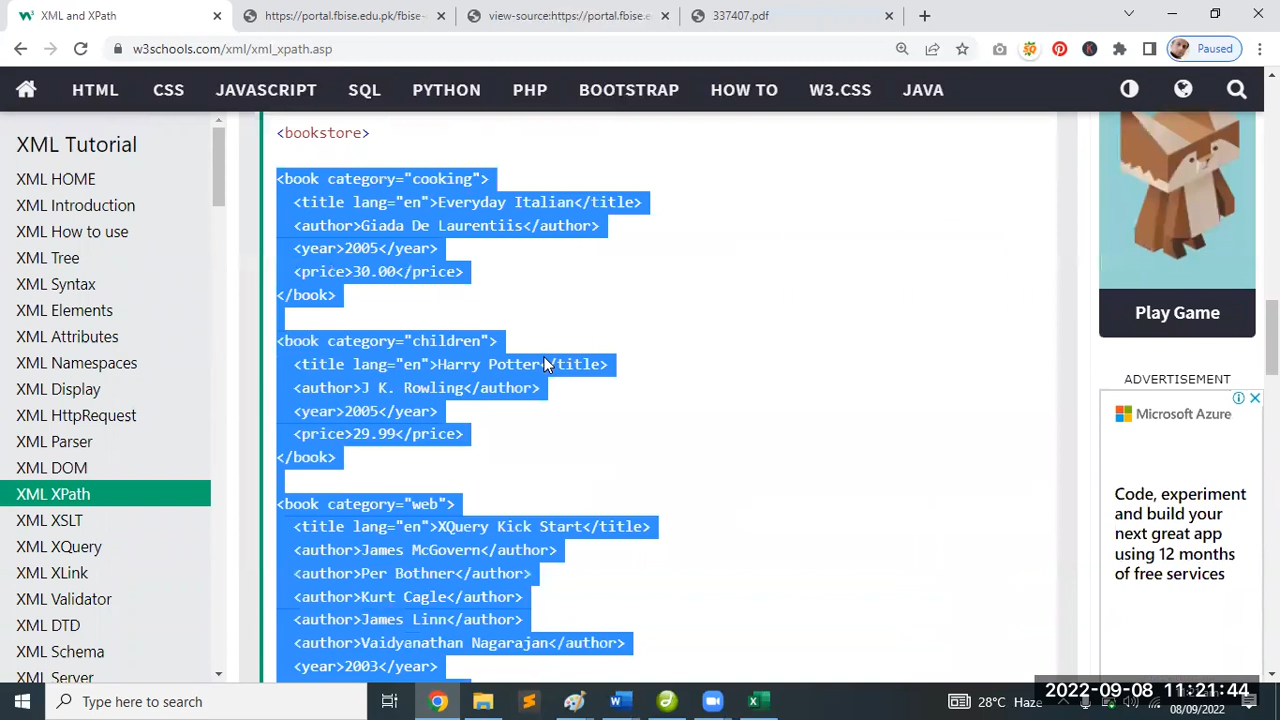 XML and XPath
https://portal.fbise.edu.pk/fbise-
view-source:https://portal.fbise.e
337407.pdf
w3schools.com/xml/xml_xpath.asp
Paused
HTML CSS JAVASCRIPT SQL PYTHON PHP BOOTSTRAP HOW TO W3.CSS JAVA
XML Tutorial
XML HOME
XML Introduction
XML How to use
XML Tree
XML Syntax
XML Elements
XML Attributes
XML Namespaces
XML Display
XML HttpRequest
XML Parser
XML DOM
XML XPath
XML XSLT
XML XQuery
XML XLink
XML Validator
XML DTD
XML Schema
XML Server
<bookstore>
<book category="cooking">
<title lang="en">Everyday Italian</title>
<author>Giada De Laurentiis</author>
<year>2005</year>
<price>30.00</price>
</book>
<book category="children">
<title lang="en">Harry Potter</title>
<author>J K. Rowling</author>
<year>2005</year>
<price>29.99</price>
</book>
<book category="web">
<title lang="en">XQuery Kick Start</title>
<author>James McGovern</author>
<author>Per Bothner</author>
<author>Kurt Cagle</author>
<author>James Linn</author>
<author>Vaidyanathan Nagarajan</author>
<year>2003</year>
Play Game
ADVERTISEMENT
Microsoft Azure
Code, experiment
and build your
next great app
using 12 months
of free services
Type here to search
28°C Haze
2022-09-08 11:21:44
08/09/2022